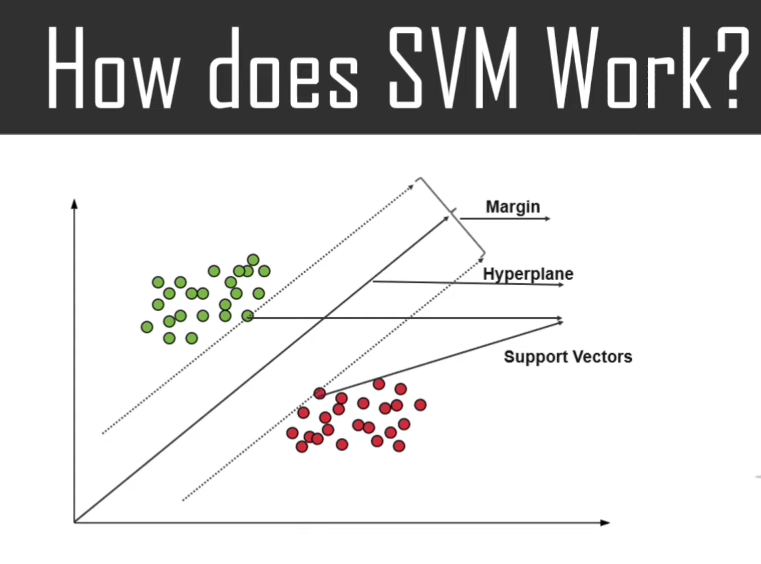 How does SVM Work?
Margin
Hyperplane
Support Vectors